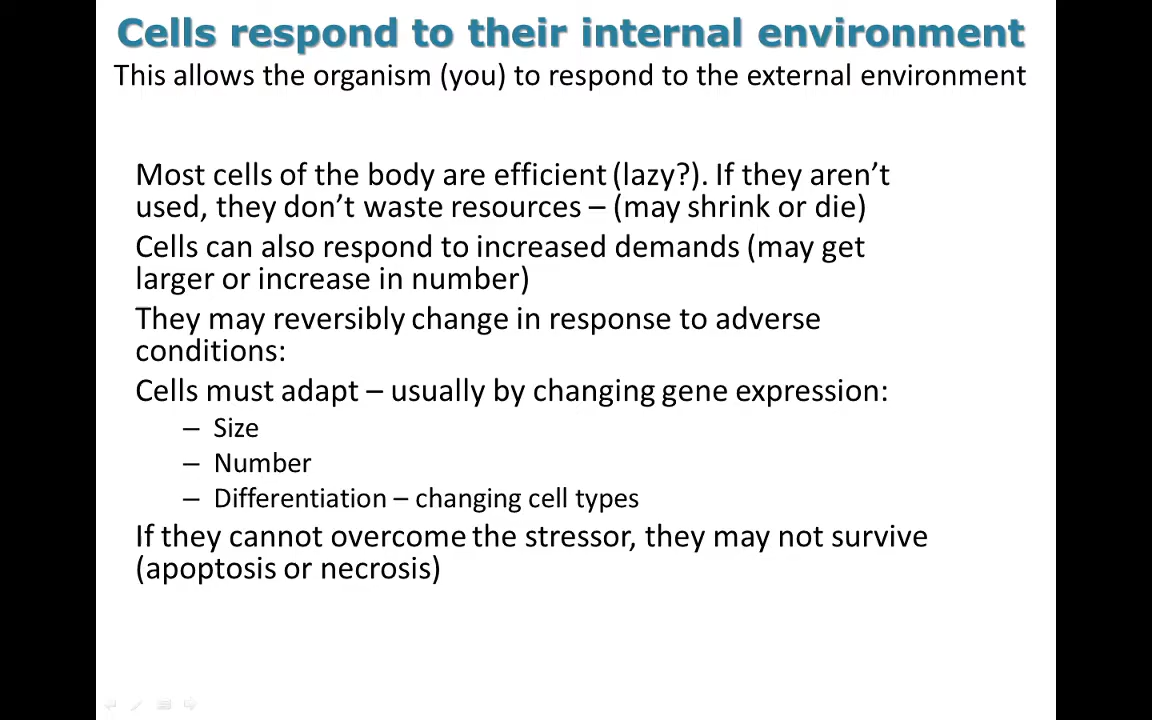 Cells respond to their internal environment
This allows the organism (you) to respond to the external environment
Most cells of the body are efficient (lazy?). If they aren’t
used, they don’t waste resources – (may shrink or die)
Cells can also respond to increased demands (may get
larger or increase in number)
They may reversibly change in response to adverse
conditions:
Cells must adapt – usually by changing gene expression:
– Size
– Number
– Differentiation – changing cell types
If they cannot overcome the stressor, they may not survive
(apoptosis or necrosis)